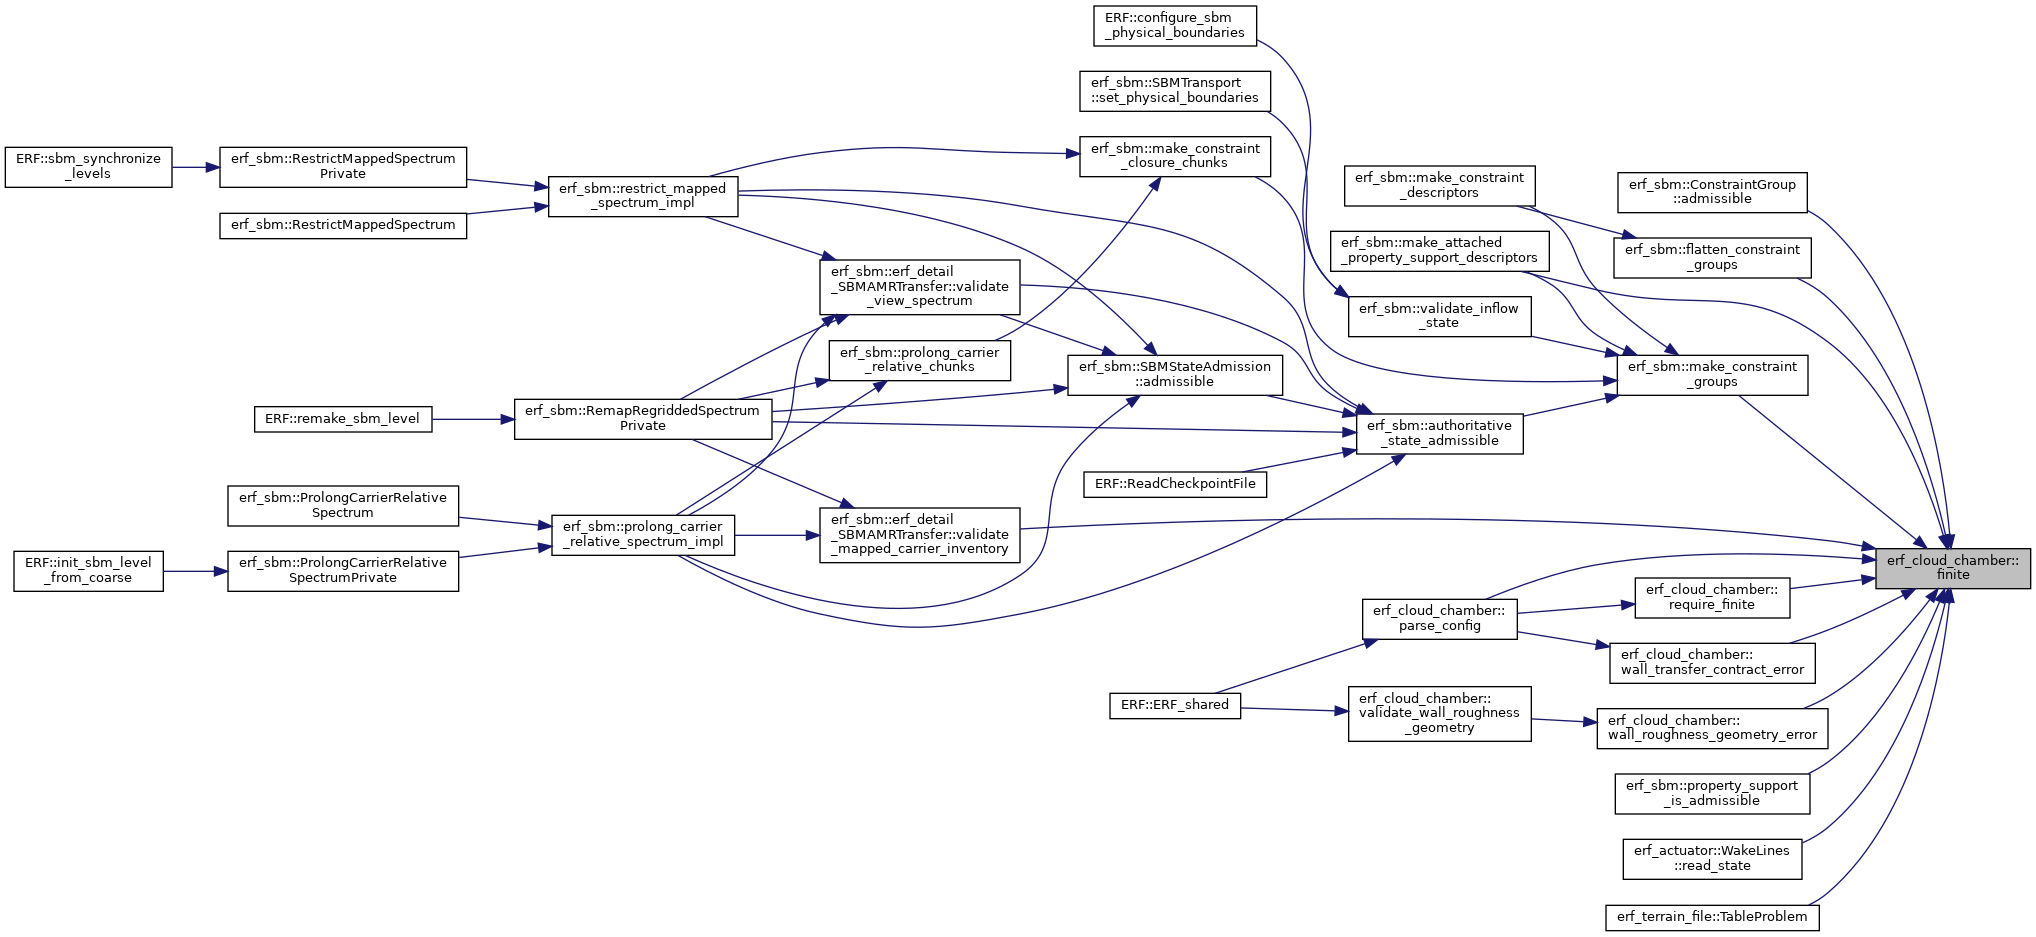 ERF::configure_sbm
_physical_boundaries
erf_sbm::SBMTransport
::set_physical_boundaries
ERF::sbm_synchronize
_levels
erf_sbm::RestrictMappedSpectrum
Private
erf_sbm::RestrictMappedSpectrum
erf_sbm::restrict_mapped
_spectrum_impl
erf_sbm::make_constraint
_closure_chunks
erf_sbm::make_constraint
_descriptors
erf_sbm::ConstraintGroup
::admissible
erf_sbm::make_attached
_property_support_descriptors
erf_sbm::flatten_constraint
_groups
erf_sbm::erf_detail
_SBMAMRTransfer::validate
_view_spectrum
erf_sbm::validate_inflow
_state
erf_sbm::prolong_carrier
_relative_chunks
erf_sbm::SBMStateAdmission
::admissible
erf_sbm::make_constraint
_groups
ERF::remake_sbm_level
erf_sbm::RemapRegriddedSpectrum
Private
erf_sbm::authoritative
_state_admissible
ERF::ReadCheckpointFile
erf_sbm::ProlongCarrierRelative
Spectrum
erf_sbm::prolong_carrier
_relative_spectrum_impl
erf_sbm::erf_detail
_SBMAMRTransfer::validate
_mapped_carrier_inventory
ERF::init_sbm_level
_from_coarse
erf_sbm::ProlongCarrierRelative
SpectrumPrivate
erf_cloud_chamber::
finite
erf_cloud_chamber::
parse_config
erf_cloud_chamber::
require_finite
erf_cloud_chamber::
wall_transfer_contract_error
ERF::ERF_shared
erf_cloud_chamber::
validate_wall_roughness
_geometry
erf_cloud_chamber::
wall_roughness_geometry_error
erf_sbm::property_support
_is_admissible
erf_actuator::WakeLines
::read_state
erf_terrain_file::TableProblem